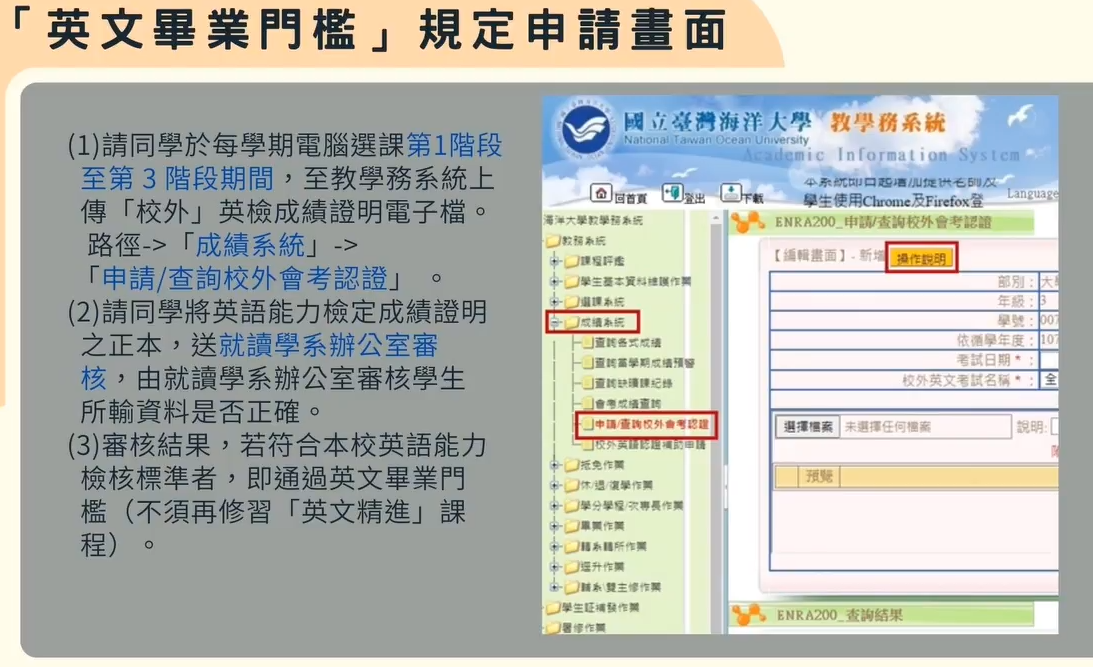 「英文畢業門檻」規定申請畫面
(1)請同學於每學期電腦選課第1階段
至第 3 階段期間，至教學務系統上
傳「校外」英檢成績證明電子檔。
路徑->「成績系統」->
「申請/查詢校外會考認證」 。
(2)請同學將英語能力檢定成績證明
之正本，送就讀學系辦公室審
核，由就讀學系辦公室審核學生
所輸資料是否正確。
(3)審核結果，若符合本校英語能力
檢核標準者，即通過英文畢業門
檻（不須再修習「英文精進」課
程）。
國立臺灣海洋大學 教學務系統
National Taiwan Ocean University
Academic Information System
回首頁 登出 下載
本系統即日起增加提供老師及
學生使用Chrome及Firefox登
Language
海洋大學教學務系統
教務系統
課程評鑑
學生基本資料維護作業
選課系統
成績系統
查詢各式成績
查詢當學期成績預警
查詢缺曠課紀錄
會考成績查詢
申請/查詢校外會考認證
校外英語認證補助申請
抵免作業
休/退/復學作業
學分學程/次專長作業
畢業作業
轉系轉所作業
逕升作業
輔系\雙主修作業
學生証補發作業
暑修作業
ENRA200_申請/查詢校外會考認證
【編輯畫面】- 新增 操作說明
部別：大
年級：3
學號：007
依循學年度：107
考試日期 *：
校外英文考試名稱 *：全
選擇檔案 未選擇任何檔案 說明:
預覽
ENRA200_查詢結果